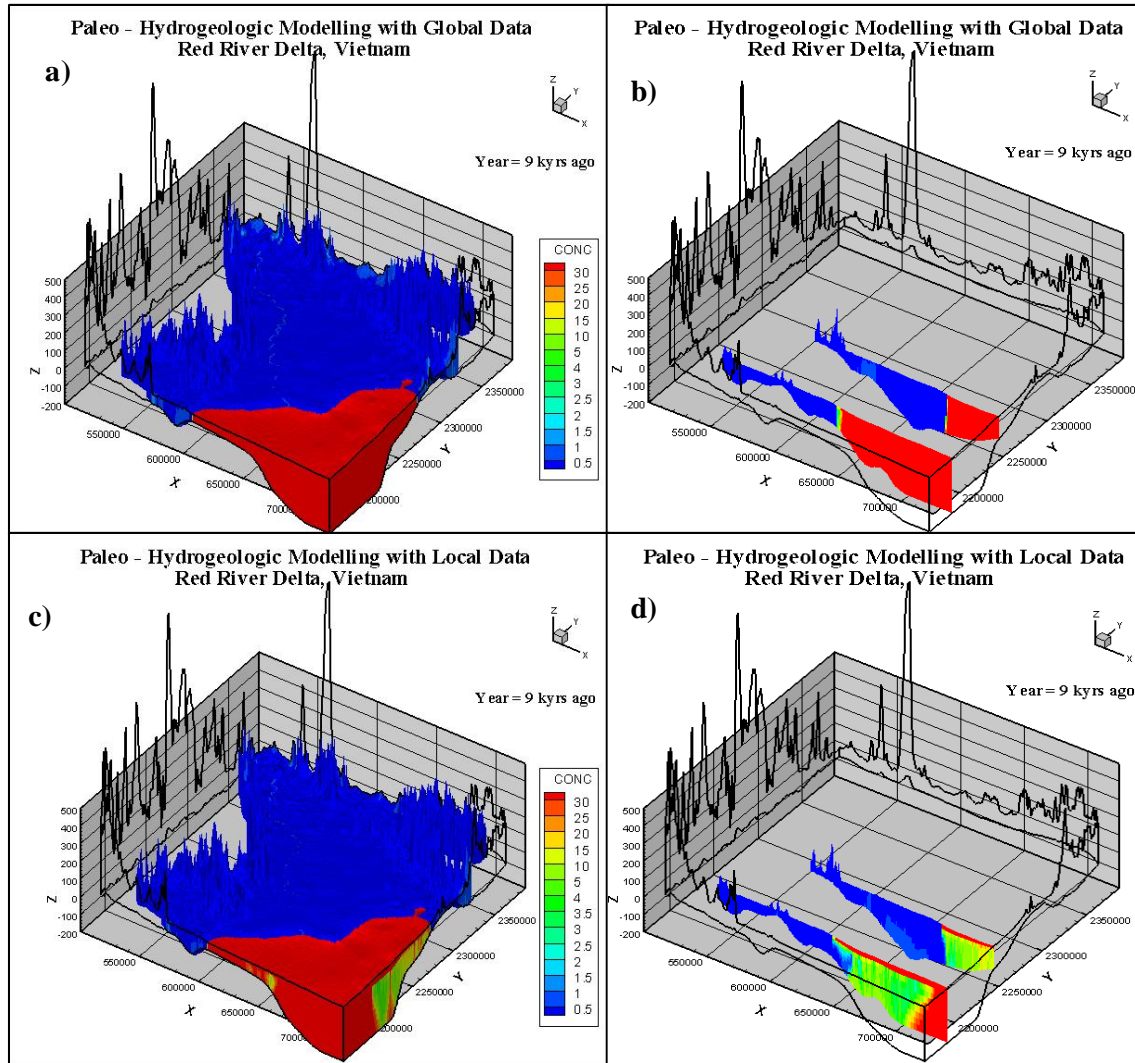 Paleo - Hydrogeologic Modelling with Global Data
Red River Delta, Vietnam
a)
Z
Y
X
Year = 9 kyrs ago
CONC
30
25
20
15
10
5
4
3.5
3
2.5
2
1.5
1
0.5
500
400
300
200
100
0
-100
-200
Z
550000
600000
650000
X
2350000
2300000
2250000
Y
Paleo - Hydrogeologic Modelling with Global Data
Red River Delta, Vietnam
b)
Z
Y
X
Year = 9 kyrs ago
500
400
300
200
100
0
-100
-200
Z
550000
600000
650000
700000
X
2350000
2300000
2250000
2200000
Y
Paleo - Hydrogeologic Modelling with Local Data
Red River Delta, Vietnam
c)
Z
Y
X
Year = 9 kyrs ago
CONC
30
25
20
15
10
5
4
3.5
3
2.5
2
1.5
1
0.5
500
400
300
200
100
0
-100
-200
Z
550000
600000
650000
X
2350000
2300000
2250000
Y
Paleo - Hydrogeologic Modelling with Local Data
Red River Delta, Vietnam
d)
Z
Y
X
Year = 9 kyrs ago
500
400
300
200
100
0
-100
-200
Z
550000
600000
650000
700000
X
2350000
2300000
2250000
2200000
Y